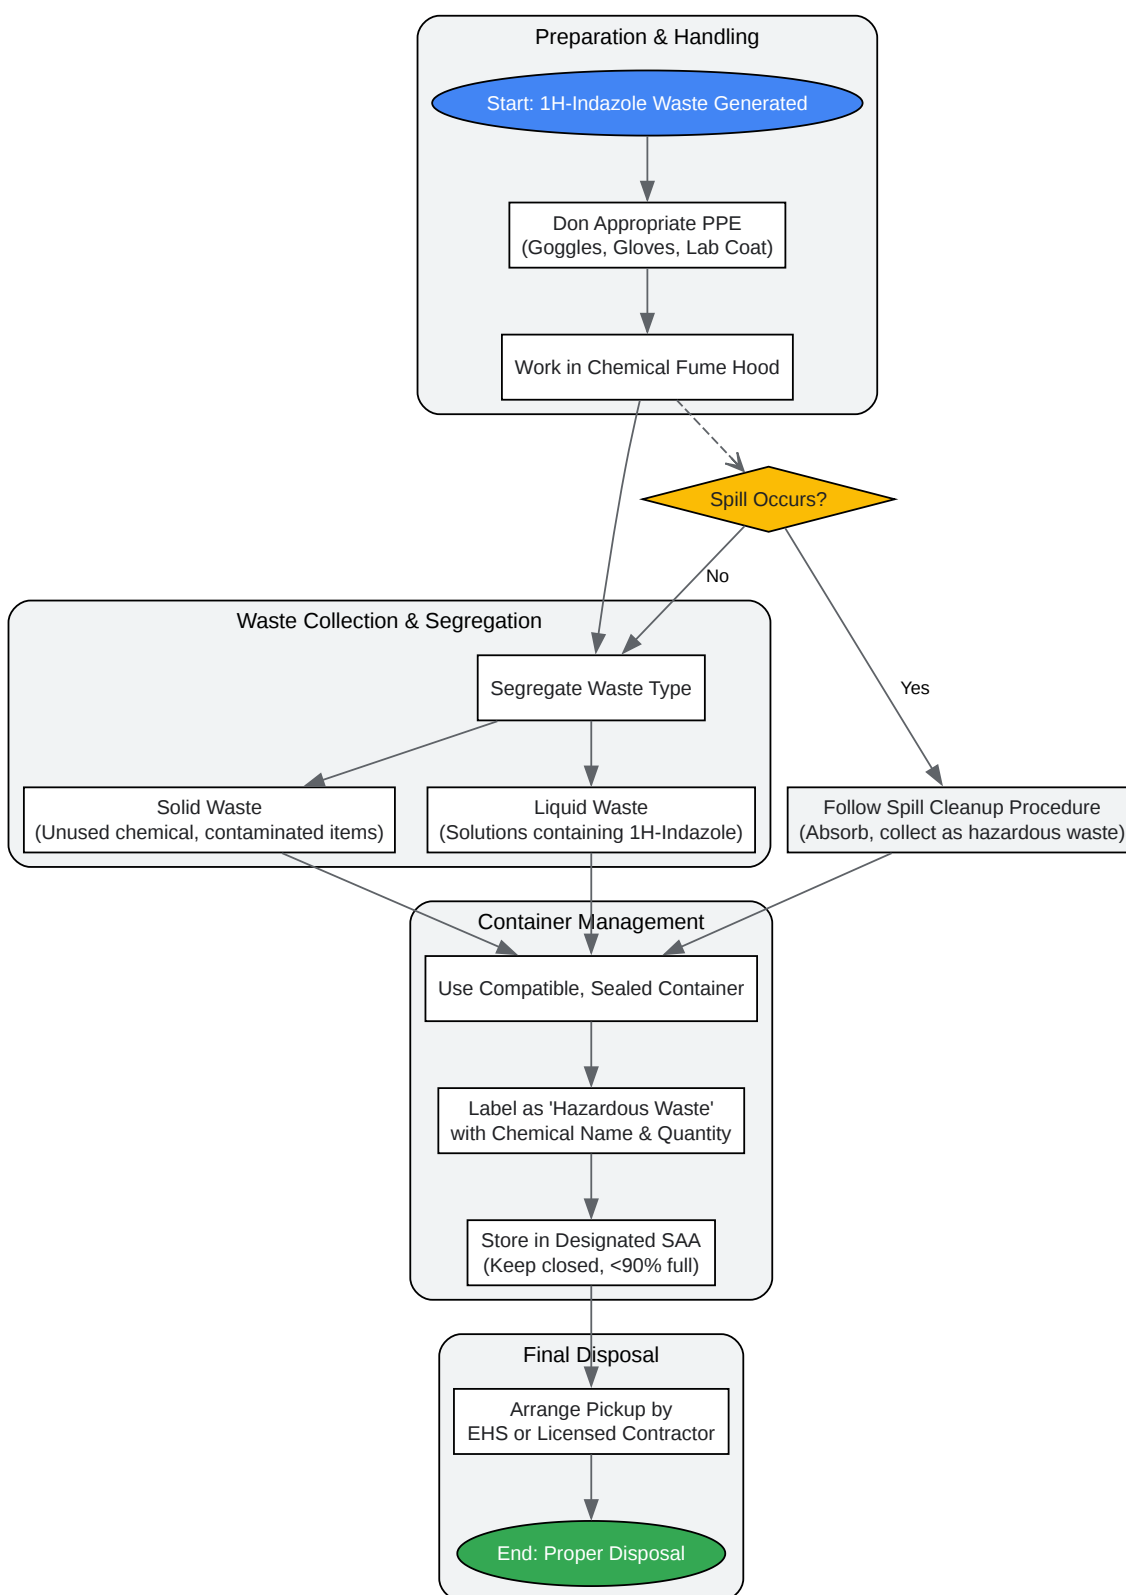 Preparation & Handling
Start: 1H-Indazole Waste Generated
Don Appropriate PPE
(Goggles, Gloves, Lab Coat)
Work in Chemical Fume Hood
Spill Occurs?
No
Yes
Waste Collection & Segregation
Segregate Waste Type
Solid Waste
(Unused chemical, contaminated items)
Liquid Waste
(Solutions containing 1H-Indazole)
Follow Spill Cleanup Procedure
(Absorb, collect as hazardous waste)
Container Management
Use Compatible, Sealed Container
Label as 'Hazardous Waste'
with Chemical Name & Quantity
Store in Designated SAA
(Keep closed, <90% full)
Final Disposal
Arrange Pickup by
EHS or Licensed Contractor
End: Proper Disposal